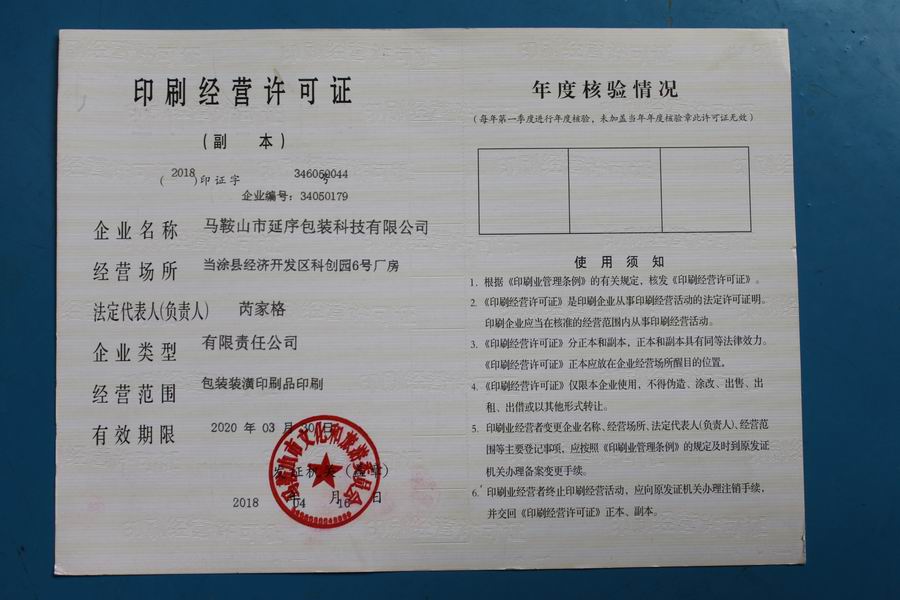 印刷经营许可证
(副 本)
(2018)印证字 346060044 号
企业编号：34050179
企业名称 马鞍山市延序包装科技有限公司
经营场所 当涂县经济开发区科创园6号厂房
法定代表人(负责人) 芮家格
企业类型 有限责任公司
经营范围 包装装潢印刷品印刷
有效期限 2020 年 03 月 30 日
发证机关（盖章）
2018 年 04 月 16 日
年度核验情况
（每年第一季度进行年度核验，未加盖当年年度核验章此许可证无效）
使用须知
1. 根据《印刷业管理条例》的有关规定，核发《印刷经营许可证》。
2. 《印刷经营许可证》是印刷企业从事印刷经营活动的法定许可证明。
印刷企业应当在核准的经营范围内从事印刷经营活动。
3. 《印刷经营许可证》分正本和副本，正本和副本具有同等法律效力。
《印刷经营许可证》正本应放在企业经营场所醒目的位置。
4. 《印刷经营许可证》仅限本企业使用，不得伪造、涂改、出售、出
租、出借或以其他形式转让。
5. 印刷业经营者变更企业名称、经营场所、法定代表人(负责人)、经营范
围等主要登记事项，应按照《印刷业管理条例》的规定及时到原发证
机关办理备案变更手续。
6. 印刷业经营者终止印刷经营活动，应向原发证机关办理注销手续，
并交回《印刷经营许可证》正本、副本。